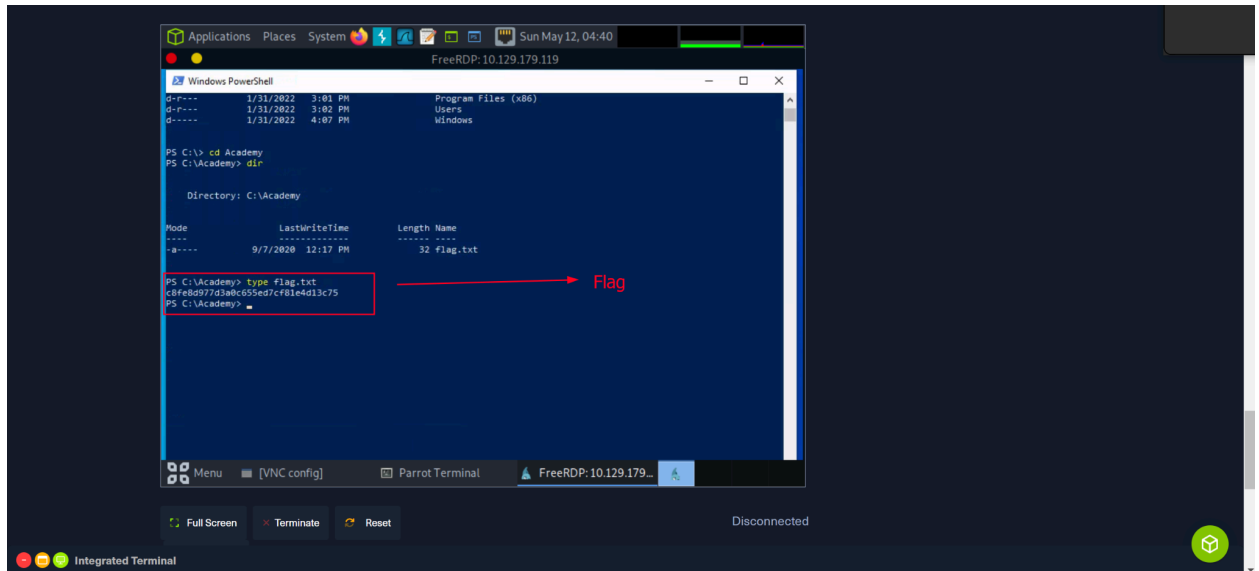 Applications Places System Sun May 12, 04:40
FreeRDP: 10.129.179.119
Windows PowerShell
d-r--- 1/31/2022 3:01 PM Program Files (x86)
d-r--- 1/31/2022 3:02 PM Users
d----- 1/31/2022 4:07 PM Windows
PS C:\> cd Academy
PS C:\Academy> dir
Directory: C:\Academy
Mode LastWriteTime Length Name
---- ------------- ------ ----
-a---- 9/7/2020 12:17 PM 32 flag.txt
PS C:\Academy> type flag.txt
c8fe8d977d3a0c655ed7cf81e4d13c75
PS C:\Academy> _
Flag
Menu [VNC config] Parrot Terminal FreeRDP: 10.129.179...
Full Screen Terminate Reset Disconnected
Integrated Terminal